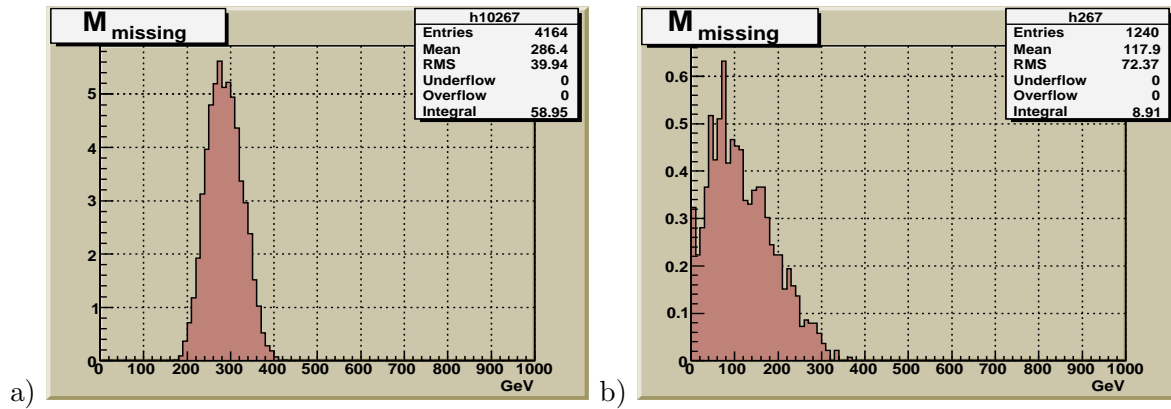 M missing
h10267
Entries 4164
Mean 286.4
RMS 39.94
Underflow 0
Overflow 0
Integral 58.95
5
4
3
2
1
0
0 100 200 300 400 500 600 700 800 900 1000
GeV
a)
M missing
h267
Entries 1240
Mean 117.9
RMS 72.37
Underflow 0
Overflow 0
Integral 8.91
0.6
0.5
0.4
0.3
0.2
0.1
0
0 100 200 300 400 500 600 700 800 900 1000
GeV
b)